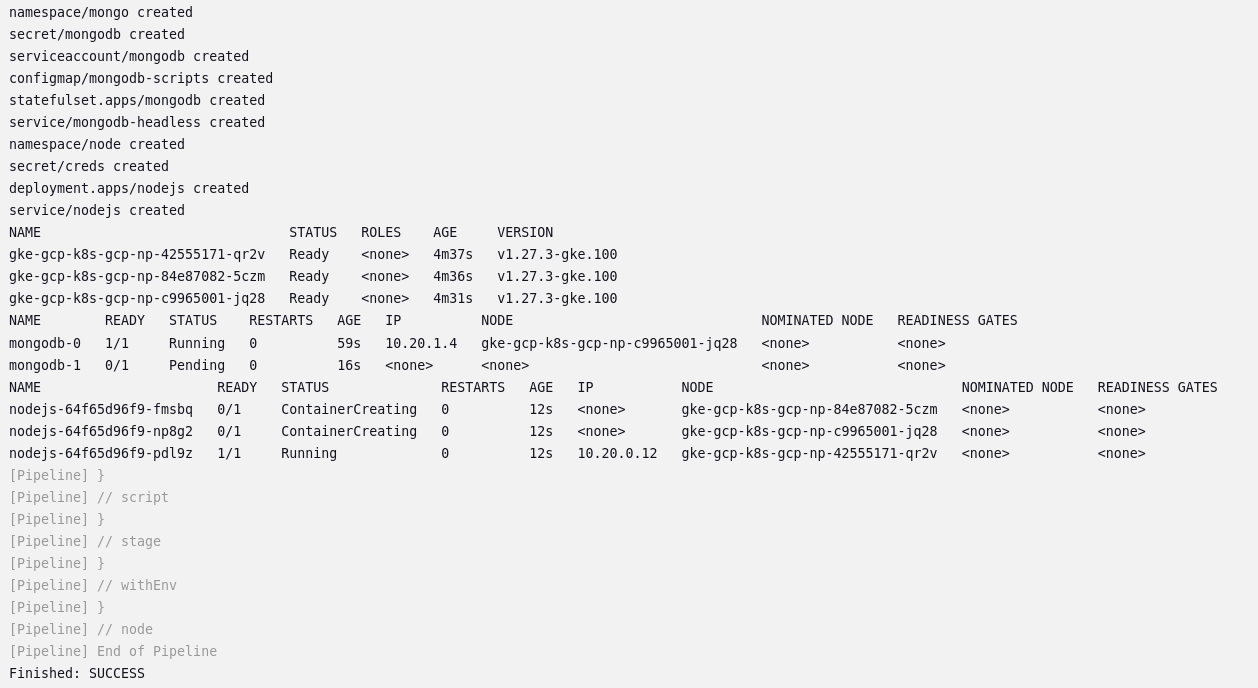 namespace/mongo created
secret/mongodb created
serviceaccount/mongodb created
configmap/mongodb-scripts created
statefulset.apps/mongodb created
service/mongodb-headless created
namespace/node created
secret/creds created
deployment.apps/nodejs created
service/nodejs created
NAME                               STATUS   ROLES    AGE     VERSION
gke-gcp-k8s-gcp-np-42555171-qr2v   Ready    <none>   4m37s   v1.27.3-gke.100
gke-gcp-k8s-gcp-np-84e87082-5czm   Ready    <none>   4m36s   v1.27.3-gke.100
gke-gcp-k8s-gcp-np-c9965001-jq28   Ready    <none>   4m31s   v1.27.3-gke.100
NAME        READY   STATUS    RESTARTS   AGE   IP          NODE                               NOMINATED NODE   READINESS GATES
mongodb-0   1/1     Running   0          59s   10.20.1.4   gke-gcp-k8s-gcp-np-c9965001-jq28   <none>           <none>
mongodb-1   0/1     Pending   0          16s   <none>      <none>                             <none>           <none>
NAME                      READY   STATUS              RESTARTS   AGE   IP           NODE                               NOMINATED NODE   READINESS GATES
nodejs-64f65d96f9-fmsbq   0/1     ContainerCreating   0          12s   <none>       gke-gcp-k8s-gcp-np-84e87082-5czm   <none>           <none>
nodejs-64f65d96f9-np8g2   0/1     ContainerCreating   0          12s   <none>       gke-gcp-k8s-gcp-np-c9965001-jq28   <none>           <none>
nodejs-64f65d96f9-pdl9z   1/1     Running             0          12s   10.20.0.12   gke-gcp-k8s-gcp-np-42555171-qr2v   <none>           <none>
[Pipeline] }
[Pipeline] // script
[Pipeline] }
[Pipeline] // stage
[Pipeline] }
[Pipeline] // withEnv
[Pipeline] }
[Pipeline] // node
[Pipeline] End of Pipeline
Finished: SUCCESS